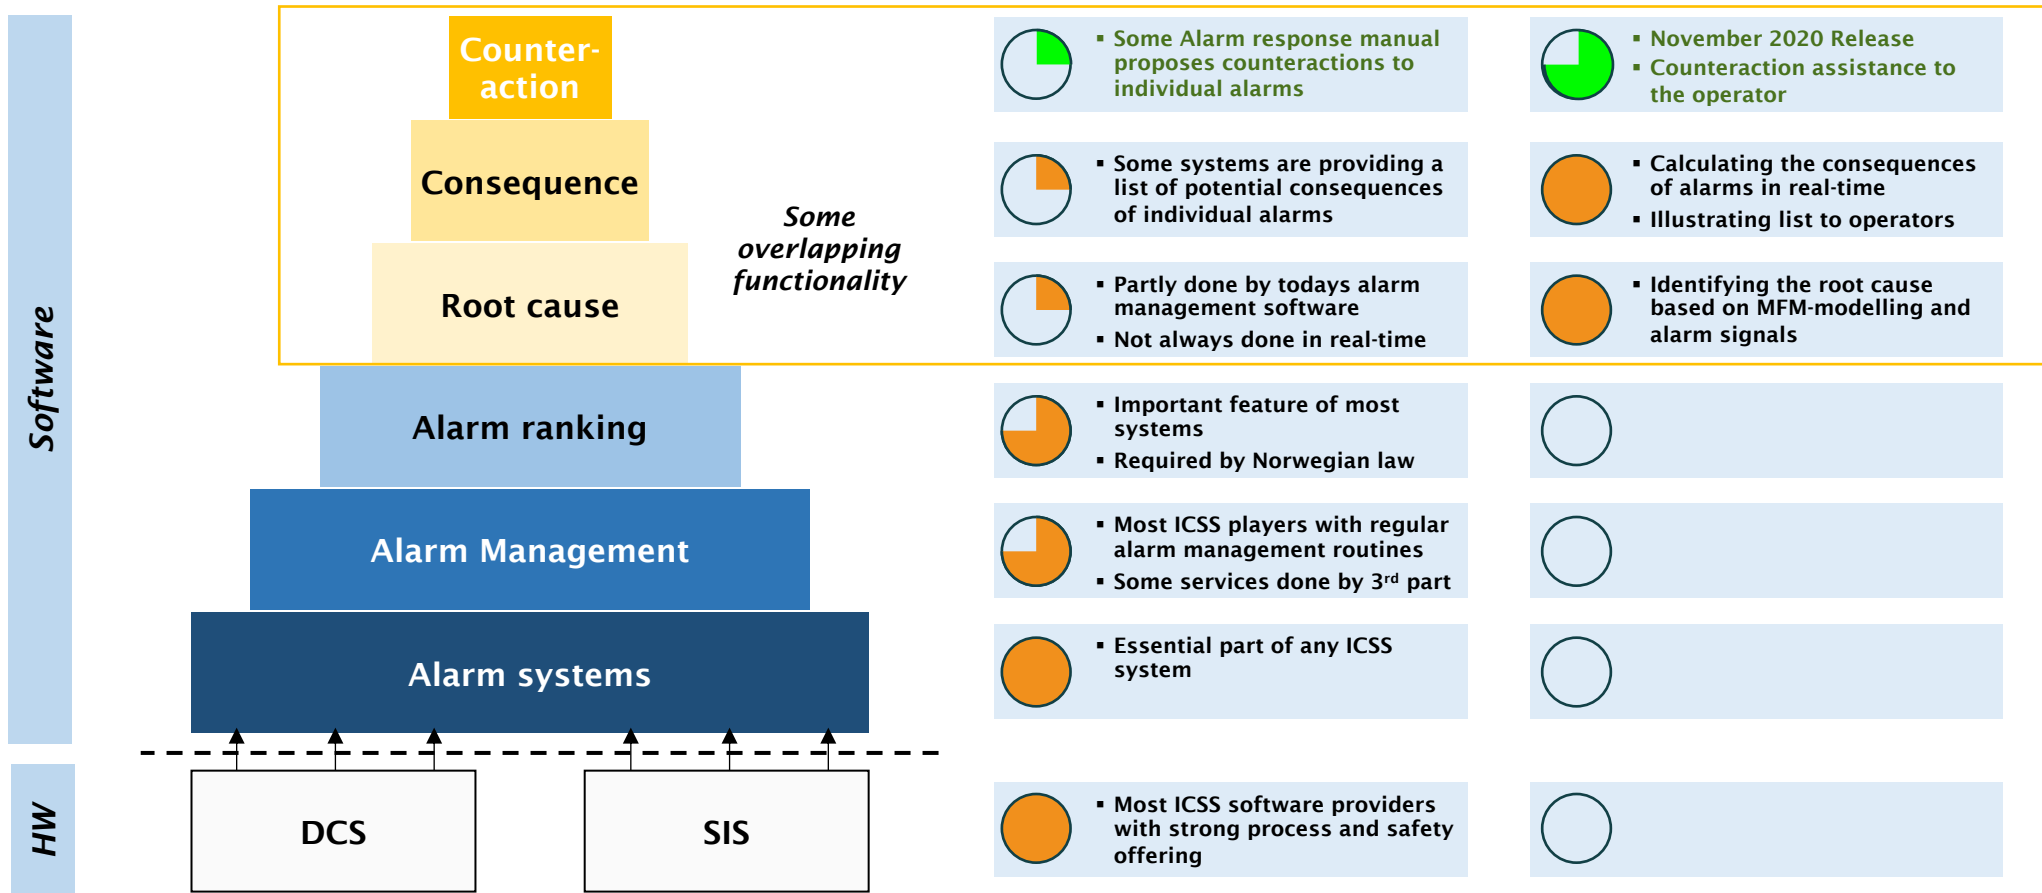 Software
HW
Counter-
action
Consequence
Root cause
Some
overlapping
functionality
Alarm ranking
Alarm Management
Alarm systems
DCS
SIS
▪ Some Alarm response manual
proposes counteractions to
individual alarms
▪ November 2020 Release
▪ Counteraction assistance to
the operator
▪ Some systems are providing a
list of potential consequences
of individual alarms
▪ Calculating the consequences
of alarms in real-time
▪ Illustrating list to operators
▪ Partly done by todays alarm
management software
▪ Not always done in real-time
▪ Identifying the root cause
based on MFM-modelling and
alarm signals
▪ Important feature of most
systems
▪ Required by Norwegian law
▪ Most ICSS players with regular
alarm management routines
▪ Some services done by 3rd part
▪ Essential part of any ICSS
system
▪ Most ICSS software providers
with strong process and safety
offering